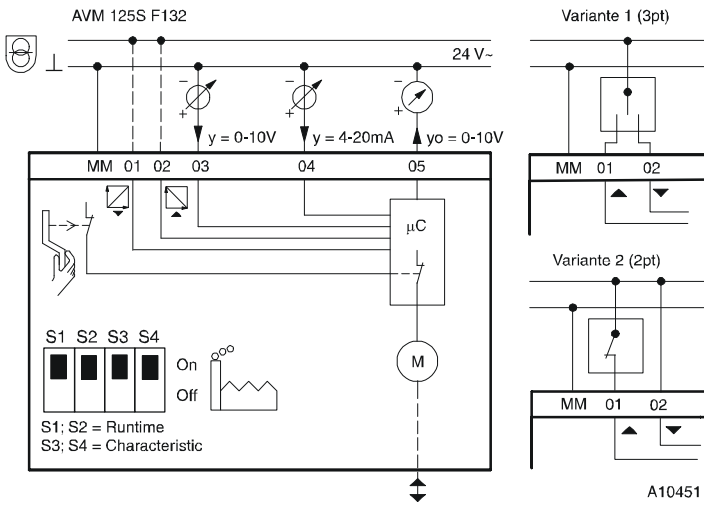 AVM 125S F132
24 V~
⊥
− − −
+ + +
y = 0-10V y = 4-20mA yo = 0-10V
MM 01 02 03 04 05
µC
M
S1 S2 S3 S4
On
Off
S1; S2 = Runtime
S3; S4 = Characteristic
Variante 1 (3pt)
MM 01 02
Variante 2 (2pt)
MM 01 02
A10451